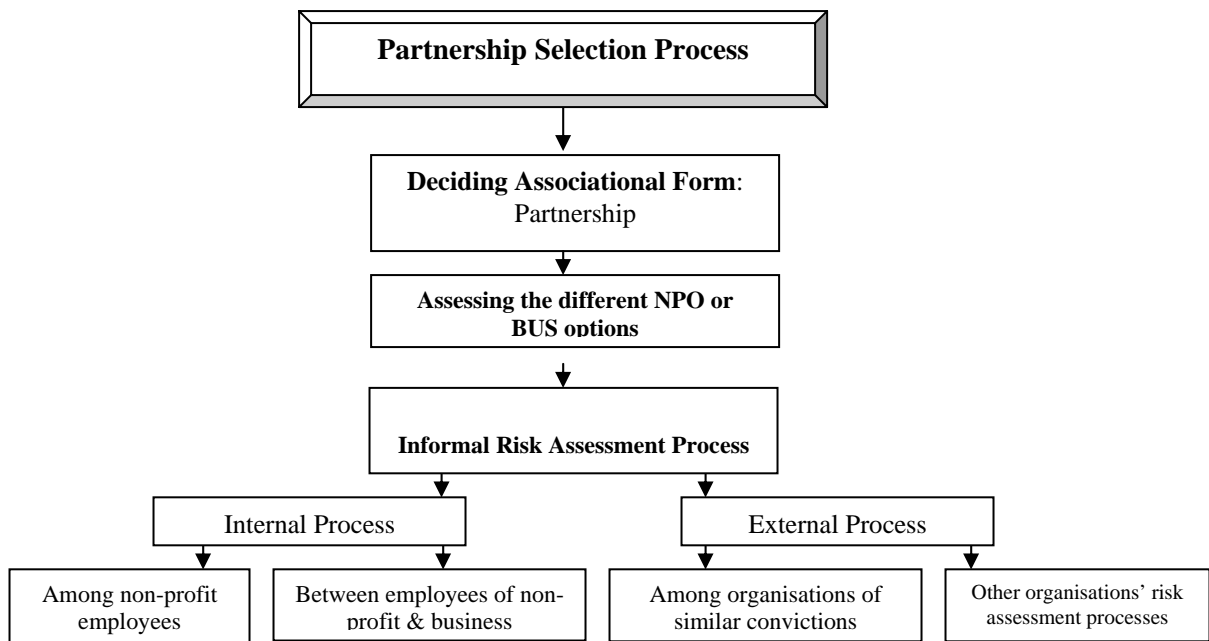 Partnership Selection Process
Deciding Associational Form:
Partnership
Assessing the different NPO or
BUS options
Informal Risk Assessment Process
Internal Process
External Process
Among non-profit
employees
Between employees of non-
profit & business
Among organisations of
similar convictions
Other organisations’ risk
assessment processes